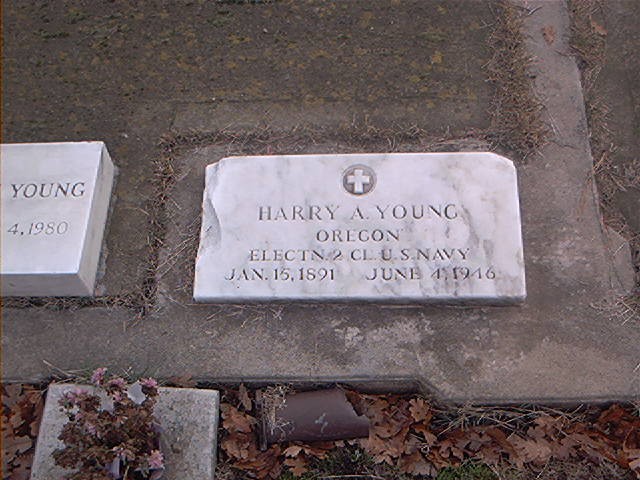 YOUNG
4, 1980
HARRY A. YOUNG
OREGON
ELECTN. 2 CL. U.S. NAVY
JAN. 15, 1891 JUNE 4, 1946